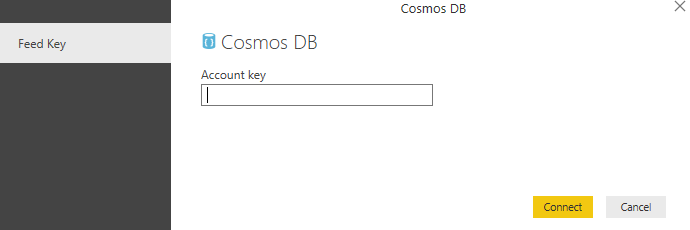 Cosmos DB
Feed Key
Cosmos DB
Account key
Connect Cancel